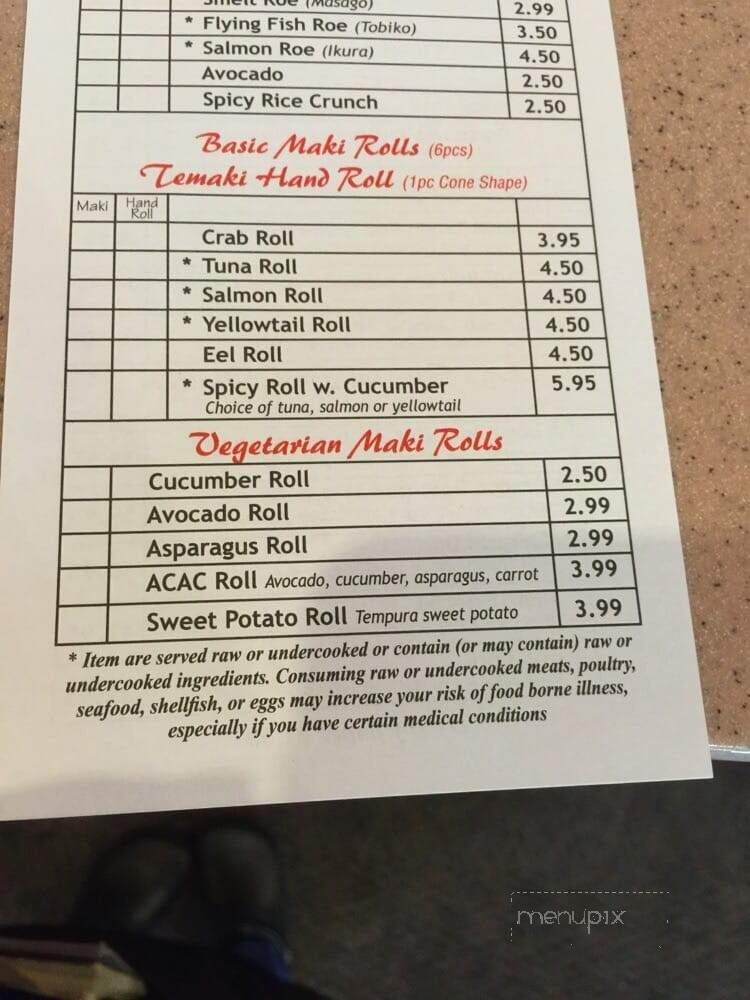 Smelt Roe (Masago) 2.99
* Flying Fish Roe (Tobiko) 3.50
* Salmon Roe (Ikura) 4.50
Avocado 2.50
Spicy Rice Crunch 2.50
Basic Maki Rolls (6pcs)
Temaki Hand Roll (1pc Cone Shape)
Maki Hand Roll
Crab Roll 3.95
* Tuna Roll 4.50
* Salmon Roll 4.50
* Yellowtail Roll 4.50
Eel Roll 4.50
* Spicy Roll w. Cucumber 5.95
Choice of tuna, salmon or yellowtail
Vegetarian Maki Rolls
Cucumber Roll 2.50
Avocado Roll 2.99
Asparagus Roll 2.99
ACAC Roll Avocado, cucumber, asparagus, carrot 3.99
Sweet Potato Roll Tempura sweet potato 3.99
* Item are served raw or undercooked or contain (or may contain) raw or
undercooked ingredients. Consuming raw or undercooked meats, poultry,
seafood, shellfish, or eggs may increase your risk of food borne illness,
especially if you have certain medical conditions
menupix